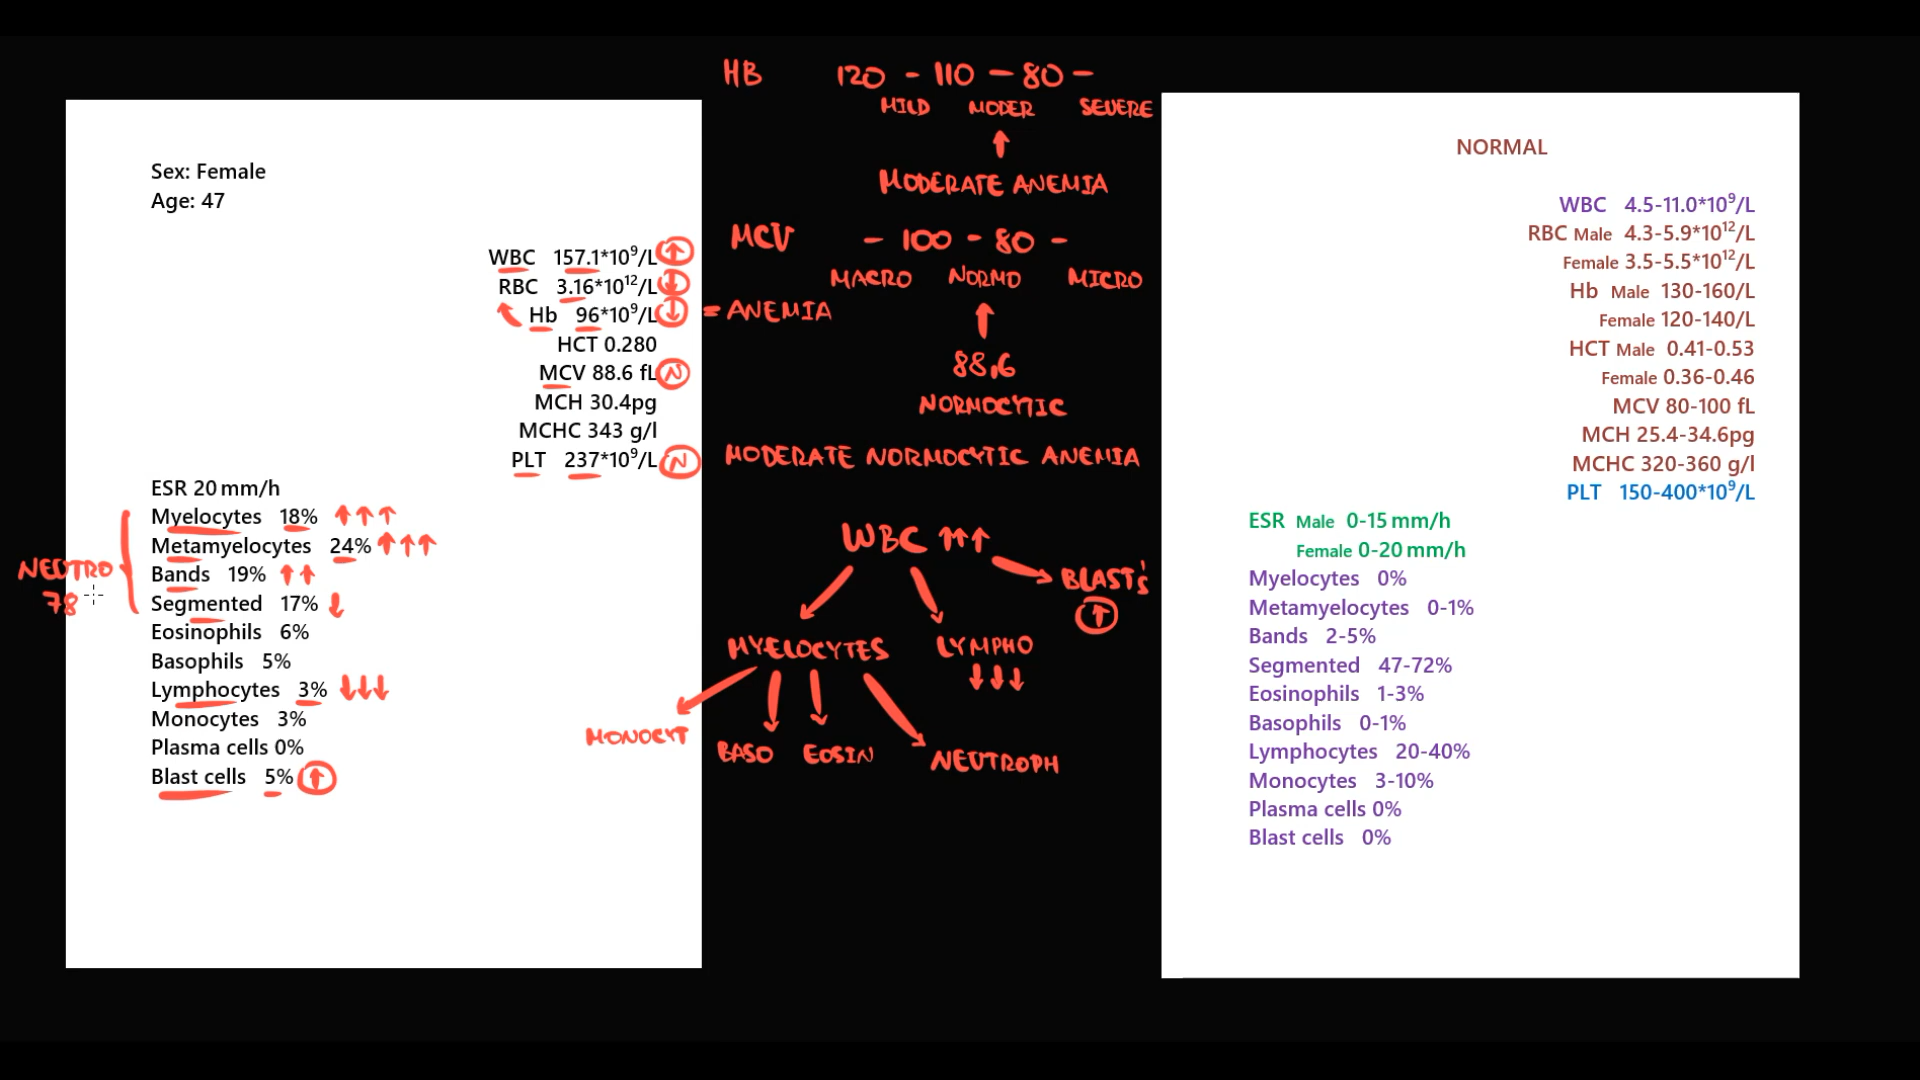 HB 120 - 110 - 80 -
MILD MODER SEVERE
MODERATE ANEMIA
MCV - 100 - 80 -
MACRO NORMO MICRO
= ANEMIA
88,6
NORMOCYTIC
MODERATE NORMOCYTIC ANEMIA
WBC
BLAST's
MYELOCYTES LYMPHO
MONOCYT BASO EOSIN NEUTROPH
Sex: Female
Age: 47
WBC 157.1*10⁹/L
RBC 3.16*10¹²/L
Hb 96*10⁹/L
HCT 0.280
MCV 88.6 fL N
MCH 30.4pg
MCHC 343 g/l
PLT 237*10⁹/L N
ESR 20 mm/h
Myelocytes 18%
Metamyelocytes 24%
Bands 19%
Segmented 17%
NEUTRO
78
Eosinophils 6%
Basophils 5%
Lymphocytes 3%
Monocytes 3%
Plasma cells 0%
Blast cells 5%
NORMAL
WBC 4.5-11.0*10⁹/L
RBC Male 4.3-5.9*10¹²/L
Female 3.5-5.5*10¹²/L
Hb Male 130-160/L
Female 120-140/L
HCT Male 0.41-0.53
Female 0.36-0.46
MCV 80-100 fL
MCH 25.4-34.6pg
MCHC 320-360 g/l
PLT 150-400*10⁹/L
ESR Male 0-15 mm/h
Female 0-20 mm/h
Myelocytes 0%
Metamyelocytes 0-1%
Bands 2-5%
Segmented 47-72%
Eosinophils 1-3%
Basophils 0-1%
Lymphocytes 20-40%
Monocytes 3-10%
Plasma cells 0%
Blast cells 0%